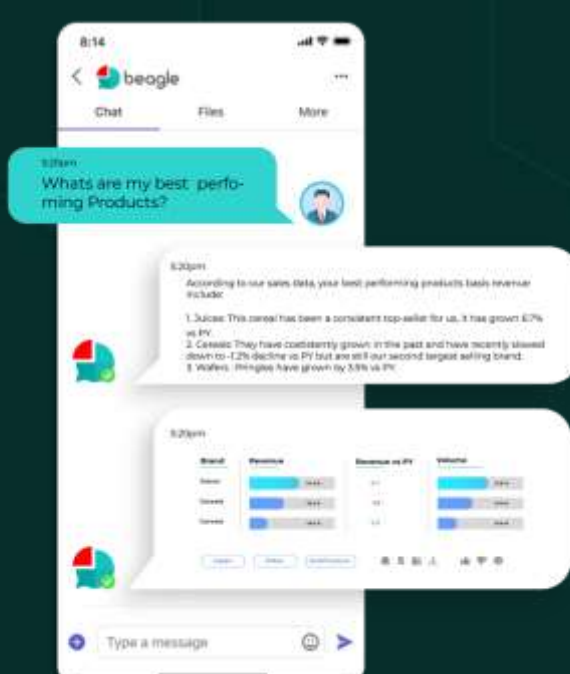 8:14
beagle
Chat Files More
Whats are my best perfo-
ming Products?
5:20pm
According to our sales data, your best performing products basis revenue
include:
1. Juices: This cereal has been a consistent top-seller for us, it has grown 6.7%
vs PY.
2. Cereals: They have consistently grown in the past and have recently slowed
down to -1.2% decline vs PY but are still our second largest selling brand.
3. Wafers : Pringles have grown by 3.5% vs PY.
5:20pm
Brand Revenue Revenue vs PY Volume
Type a message